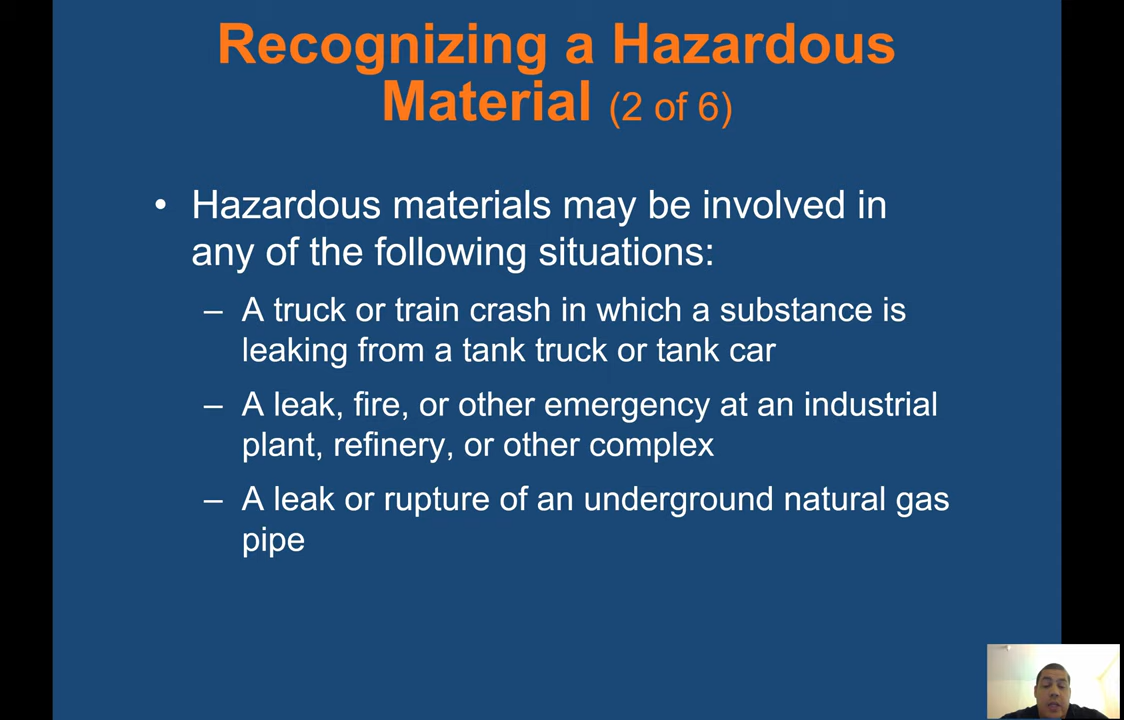 Recognizing a Hazardous
Material (2 of 6)
• Hazardous materials may be involved in
any of the following situations:
– A truck or train crash in which a substance is
leaking from a tank truck or tank car
– A leak, fire, or other emergency at an industrial
plant, refinery, or other complex
– A leak or rupture of an underground natural gas
pipe